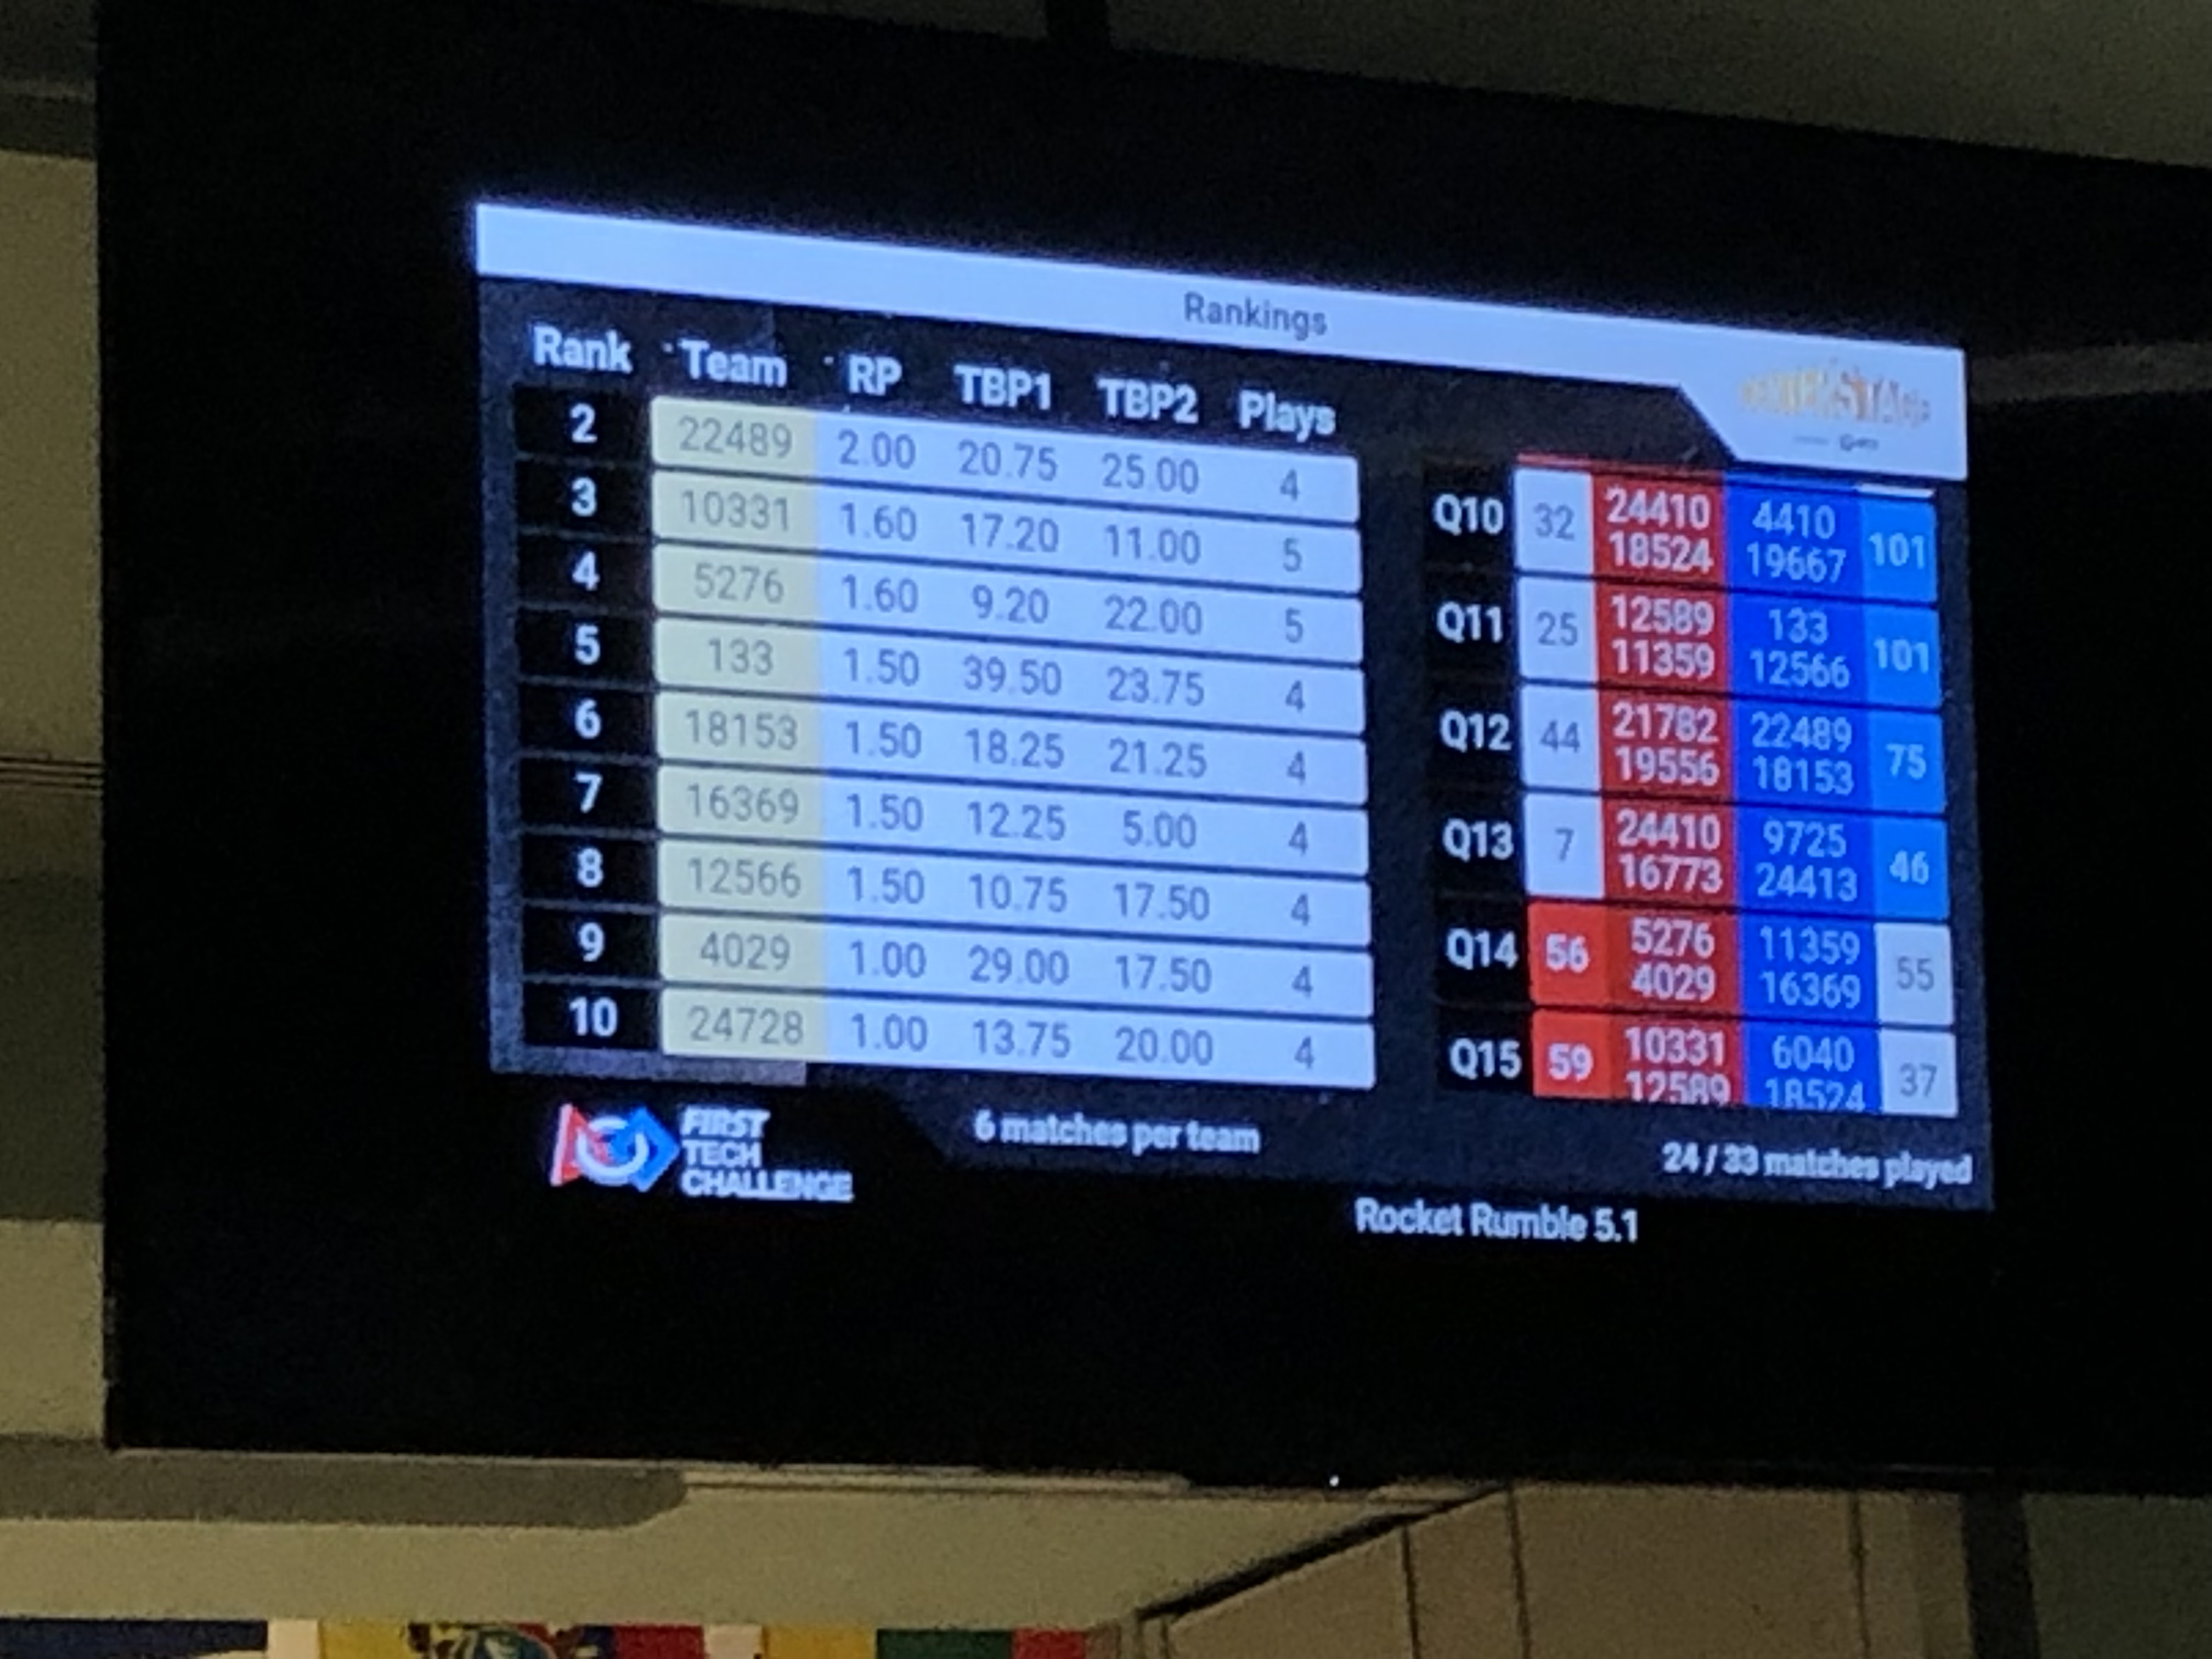 Rankings
Rank Team RP TBP1 TBP2 Plays
2 22489 2.00 20.75 25.00 4
3 10331 1.60 17.20 11.00 5
4 5276 1.60 9.20 22.00 5
5 133 1.50 39.50 23.75 4
6 18153 1.50 18.25 21.25 4
7 16369 1.50 12.25 5.00 4
8 12566 1.50 10.75 17.50 4
9 4029 1.00 29.00 17.50 4
10 24728 1.00 13.75 20.00 4
Q10 32 24410 4410 101
18524 19667
Q11 25 12589 133 101
11359 12566
Q12 44 21782 22489 75
19556 18153
Q13 7 24410 9725 46
16773 24413
Q14 56 5276 11359 55
4029 16369
Q15 59 10331 6040 37
12589 18524
FIRST
TECH
CHALLENGE
6 matches per team
24 / 33 matches played
Rocket Rumble 5.1